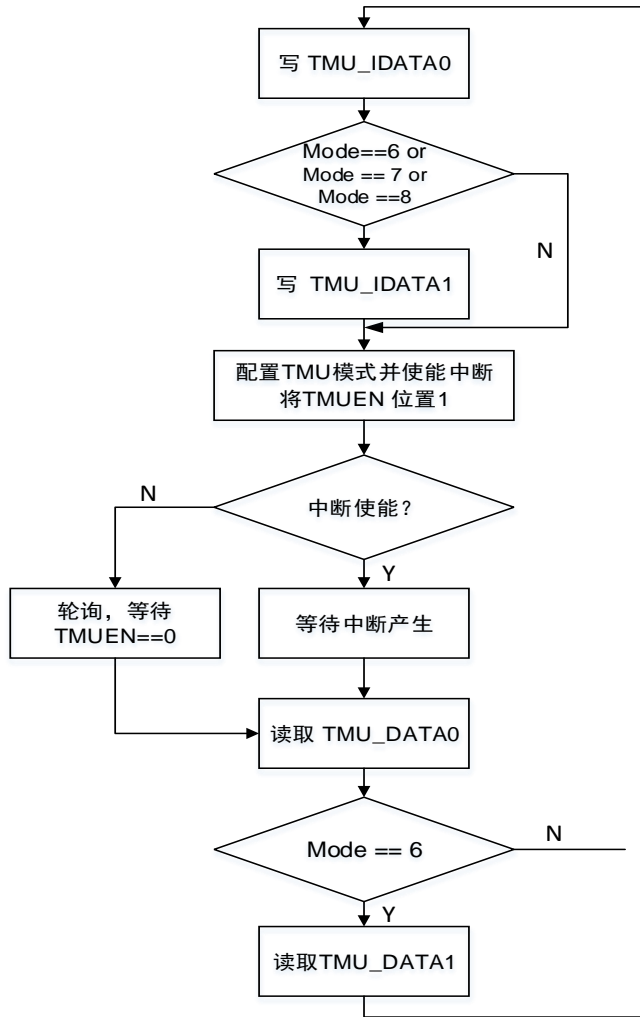 写 TMU_IDATA0
Mode==6 or
Mode == 7 or
Mode ==8
N
写 TMU_IDATA1
配置TMU模式并使能中断
将TMUEN 位置1
N
中断使能？
Y
轮询，等待
TMUEN==0
等待中断产生
读取 TMU_DATA0
Mode == 6
N
Y
读取TMU_DATA1